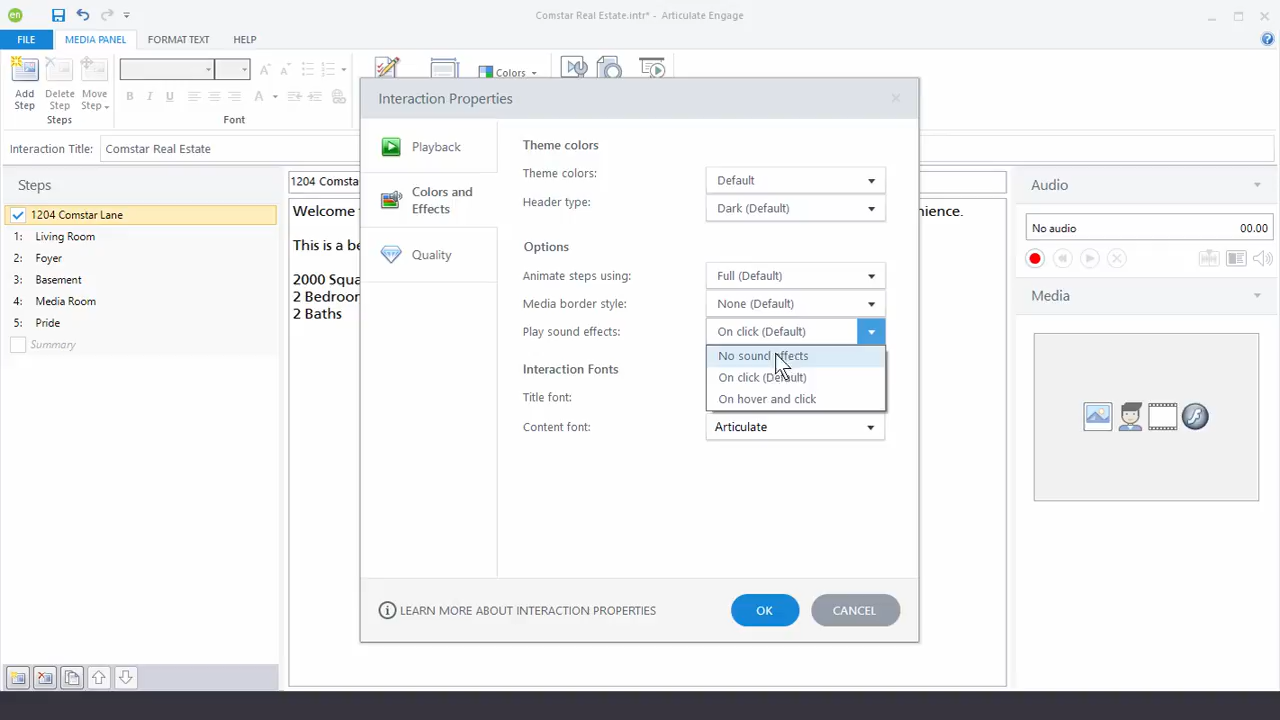 en
Comstar Real Estate.intr* - Articulate Engage
FILE
MEDIA PANEL
FORMAT TEXT
HELP
Add Step
Delete Step
Move Step
Steps
B I U
A
Font
Colors
Interaction Title:
Comstar Real Estate
Steps
1204 Comstar Lane
1: Living Room
2: Foyer
3: Basement
4: Media Room
5: Pride
Summary
1204 Comsta
Welcome
nience.
This is a be
2000 Squa
2 Bedroo
2 Baths
Interaction Properties
Playback
Colors and
Effects
Quality
Theme colors
Theme colors:
Default
Header type:
Dark (Default)
Options
Animate steps using:
Full (Default)
Media border style:
None (Default)
Play sound effects:
On click (Default)
No sound effects
On click (Default)
On hover and click
Interaction Fonts
Title font:
Content font:
Articulate
LEARN MORE ABOUT INTERACTION PROPERTIES
OK
CANCEL
Audio
No audio
00.00
Media